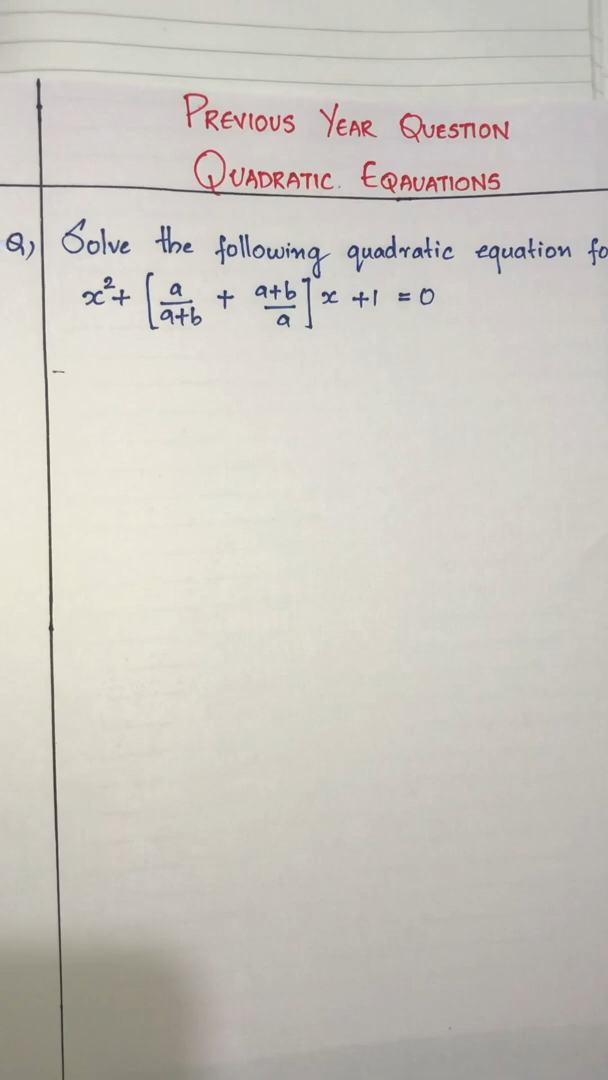 PREVIOUS YEAR QUESTION
QUADRATIC. EQAUATIONS
Q) Solve the following quadratic equation fo
x² + [a/a+b + a+b/a] x + 1 = 0